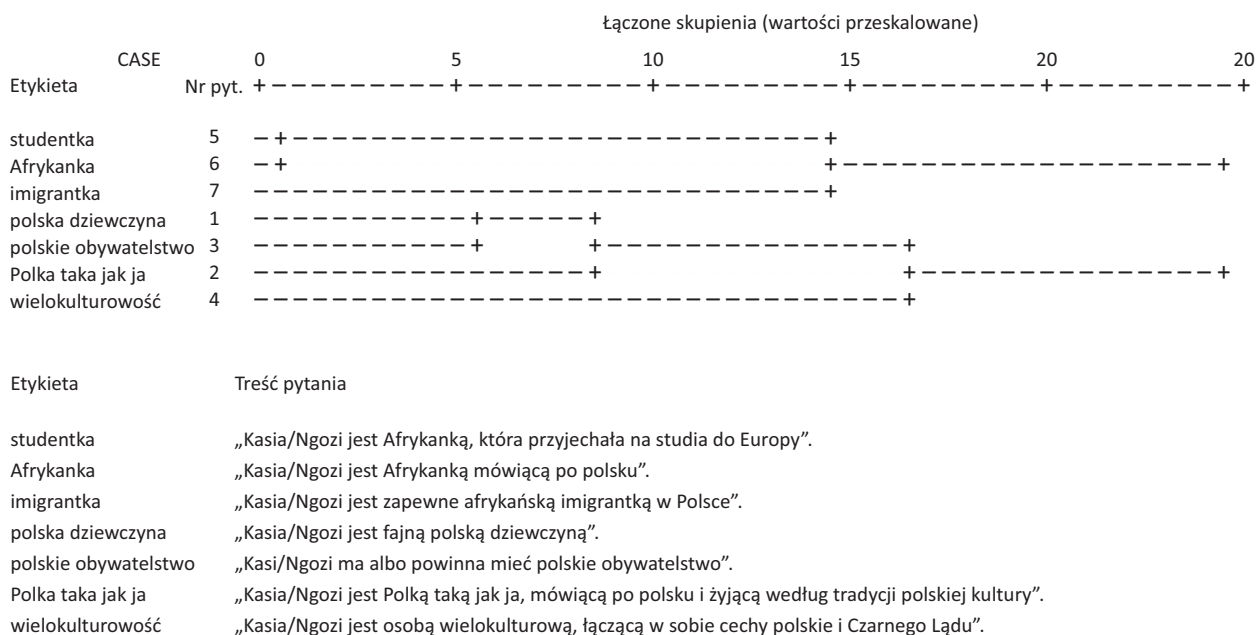 Łączone skupienia (wartości przeskalowane)
CASE 0 5 10 15 20 20
Etykieta Nr pyt. + — — — — — — — — — + — — — — — — — — — + — — — — — — — — — + — — — — — — — — — + — — — — — — — — — +
studentka 5 — + — — — — — — — — — — — — — — — — — — — — — — — — — — — +
Afrykanka 6 — + + — — — — — — — — — — — — — — — — — — — +
imigrantka 7 — — — — — — — — — — — — — — — — — — — — — — — — — — — — — +
polska dziewczyna 1 — — — — — — — — — — — + — — — — — +
polskie obywatelstwo 3 — — — — — — — — — — — + + — — — — — — — — — — — — — — — +
Polka taka jak ja 2 — — — — — — — — — — — — — — — — — + + — — — — — — — — — — — — — — — +
wielokulturowość 4 — — — — — — — — — — — — — — — — — — — — — — — — — — — — — — — — — +
Etykieta Treść pytania
studentka „Kasia/Ngozi jest Afrykanką, która przyjechała na studia do Europy”.
Afrykanka „Kasia/Ngozi jest Afrykanką mówiącą po polsku”.
imigrantka „Kasia/Ngozi jest zapewne afrykańską imigrantką w Polsce”.
polska dziewczyna „Kasia/Ngozi jest fajną polską dziewczyną”.
polskie obywatelstwo „Kasi/Ngozi ma albo powinna mieć polskie obywatelstwo”.
Polka taka jak ja „Kasia/Ngozi jest Polką taką jak ja, mówiącą po polsku i żyjącą według tradycji polskiej kultury”.
wielokulturowość „Kasia/Ngozi jest osobą wielokulturową, łączącą w sobie cechy polskie i Czarnego Lądu”.